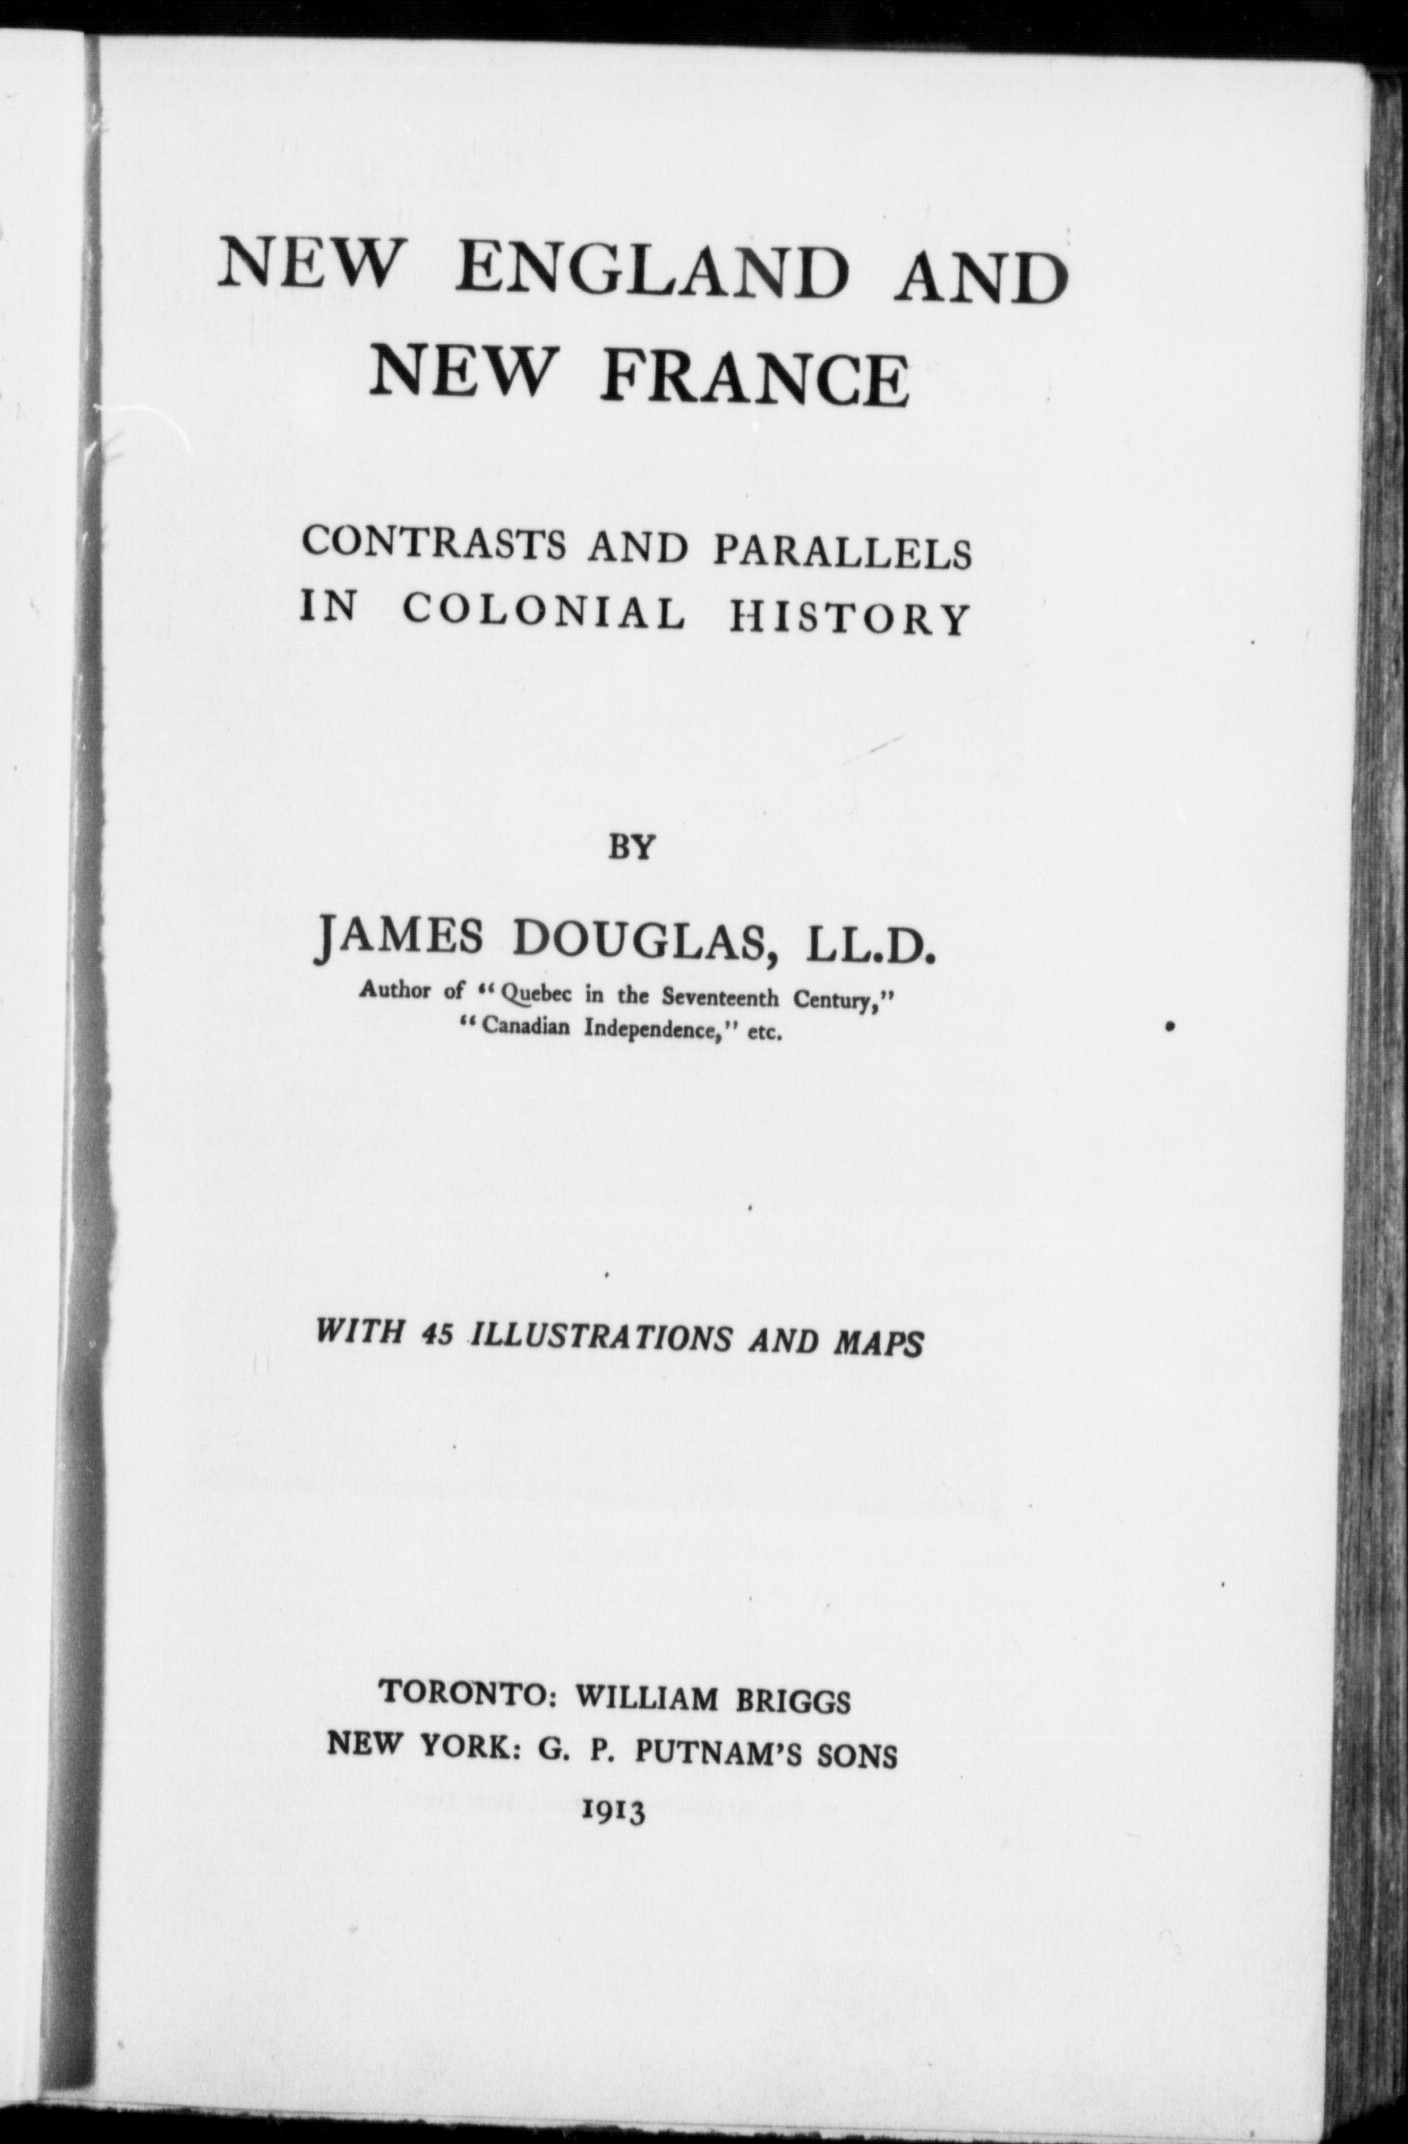 NEW ENGLAND AND
NEW FRANCE
CONTRASTS AND PARALLELS
IN COLONIAL HISTORY
BY
JAMES DOUGLAS, LL.D.
Author of "Quebec in the Seventeenth Century,"
"Canadian Independence," etc.
WITH 45 ILLUSTRATIONS AND MAPS
TORONTO: WILLIAM BRIGGS
NEW YORK: G. P. PUTNAM'S SONS
1913